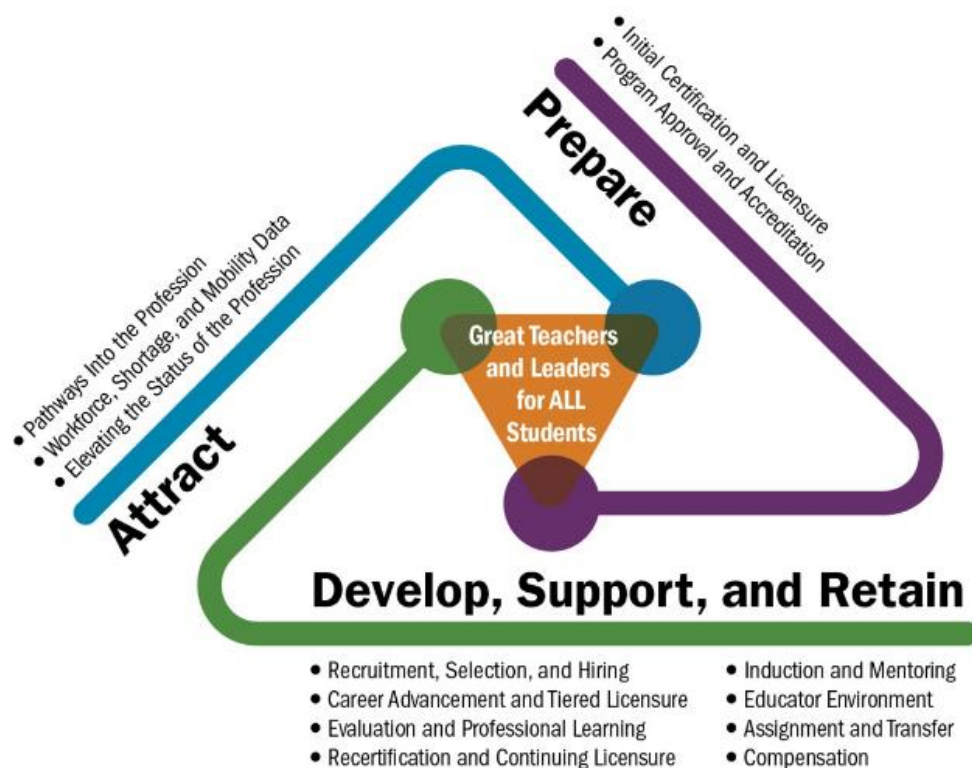 • Pathways Into the Profession
• Workforce, Shortage, and Mobility Data
• Elevating the Status of the Profession
Attract
• Initial Certification and Licensure
• Program Approval and Accreditation
Prepare
Great Teachers
and Leaders
for ALL
Students
Develop, Support, and Retain
• Recruitment, Selection, and Hiring
• Career Advancement and Tiered Licensure
• Evaluation and Professional Learning
• Recertification and Continuing Licensure
• Induction and Mentoring
• Educator Environment
• Assignment and Transfer
• Compensation